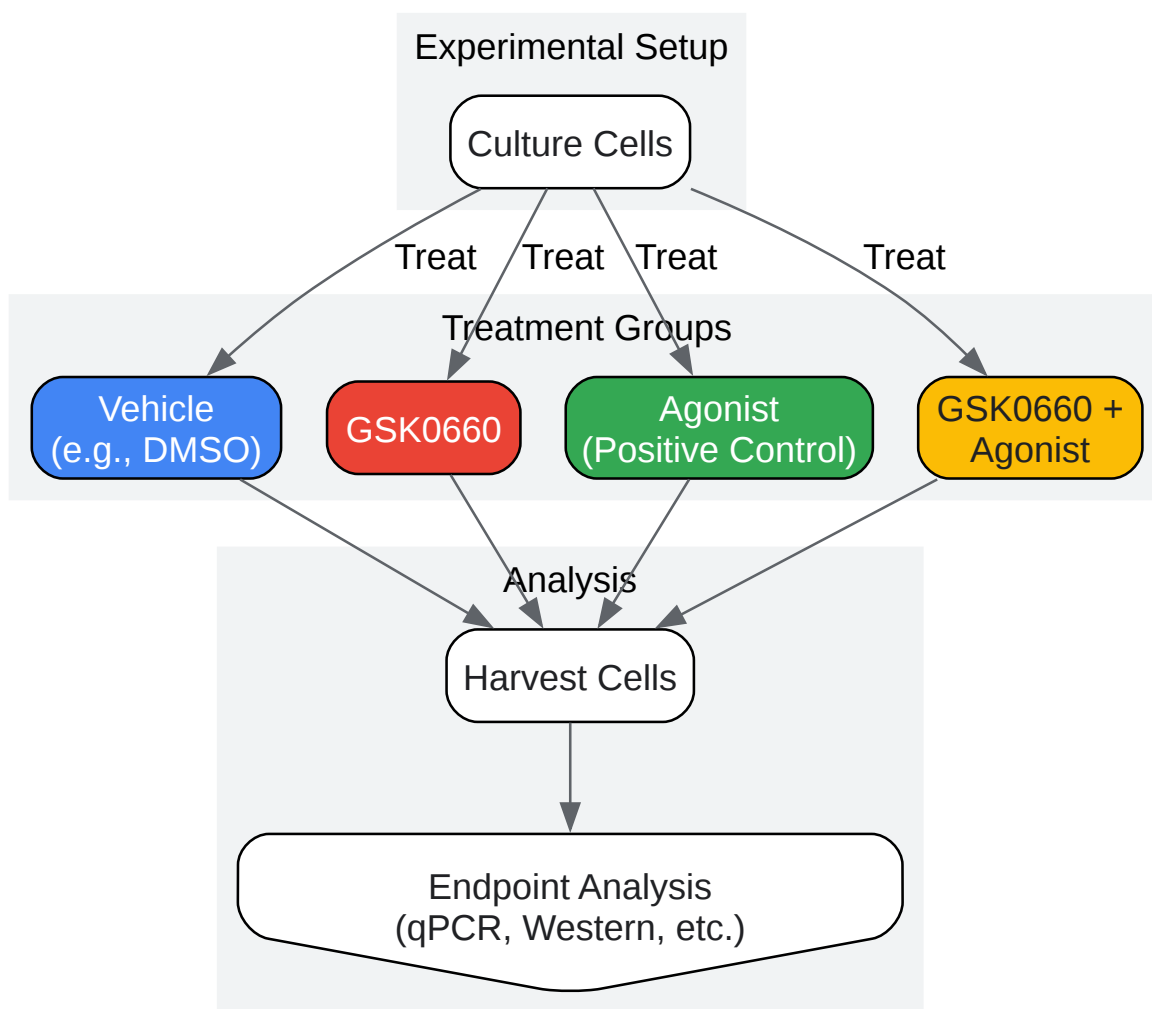 Experimental Setup
Culture Cells
Treat
Treat
Treat
Treat
Treatment Groups
Vehicle
(e.g., DMSO)
GSK0660
Agonist
(Positive Control)
GSK0660 +
Agonist
Analysis
Harvest Cells
Endpoint Analysis
(qPCR, Western, etc.)